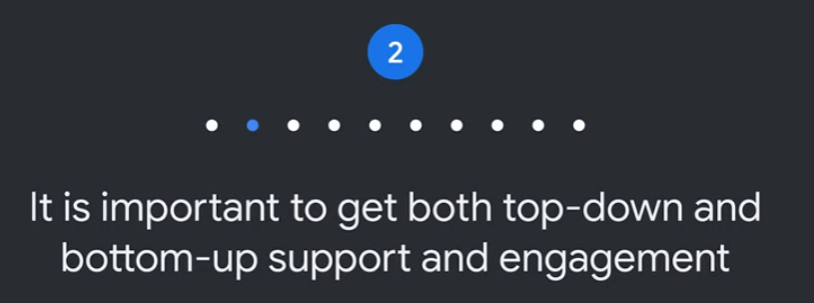 2
It is important to get both top-down and
bottom-up support and engagement